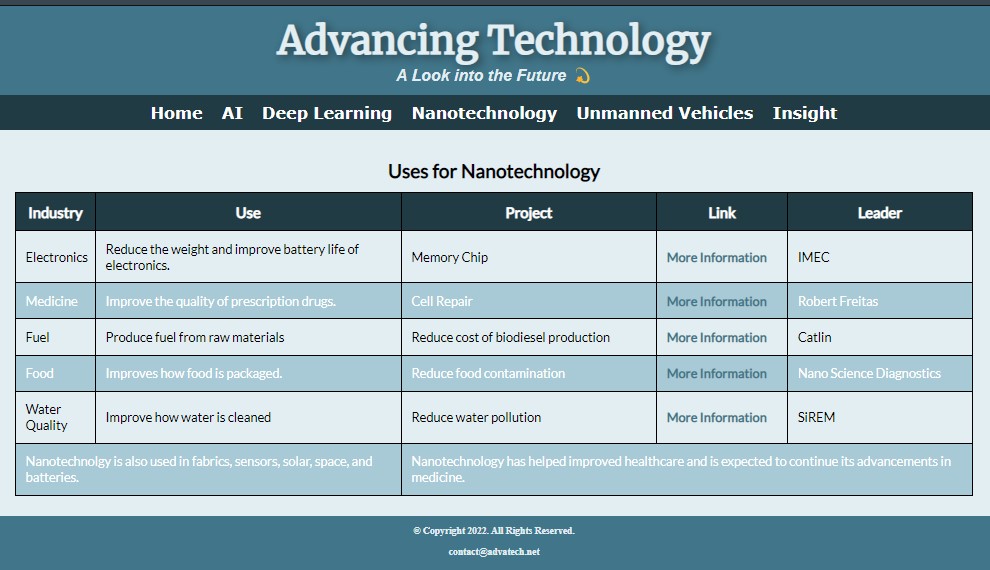 Advancing Technology
A Look into the Future
Home AI Deep Learning Nanotechnology Unmanned Vehicles Insight
Uses for Nanotechnology
Industry Use Project Link Leader
Electronics Reduce the weight and improve battery life of electronics. Memory Chip More Information IMEC
Medicine Improve the quality of prescription drugs. Cell Repair More Information Robert Freitas
Fuel Produce fuel from raw materials Reduce cost of biodiesel production More Information Catlin
Food Improves how food is packaged. Reduce food contamination More Information Nano Science Diagnostics
Water Quality Improve how water is cleaned Reduce water pollution More Information SiREM
Nanotechnolgy is also used in fabrics, sensors, solar, space, and batteries.
Nanotechnology has helped improved healthcare and is expected to continue its advancements in medicine.
® Copyright 2022. All Rights Reserved.
contact@advatech.net